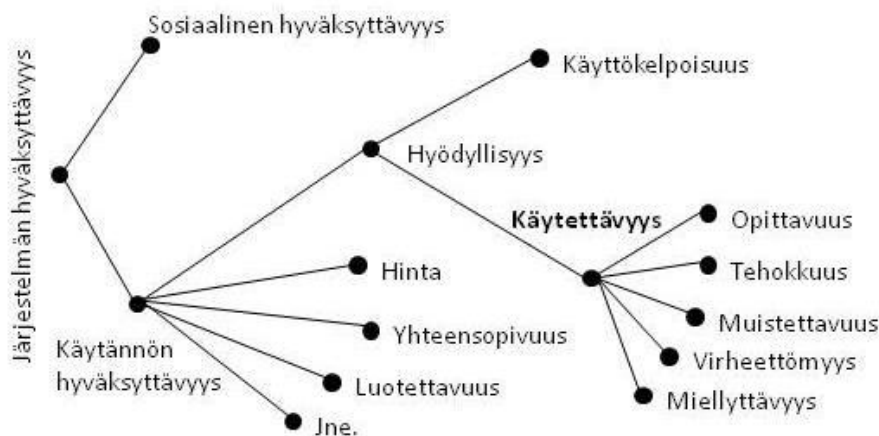 Järjestelmän hyväksyttävyys
Sosiaalinen hyväksyttävyys
Käyttökelpoisuus
Hyödyllisyys
Käytettävyys
Opittavuus
Tehokkuus
Muistettavuus
Virheettömyys
Miellyttävyys
Hinta
Yhteensopivuus
Luotettavuus
Jne.
Käytännön
hyväksyttävyys